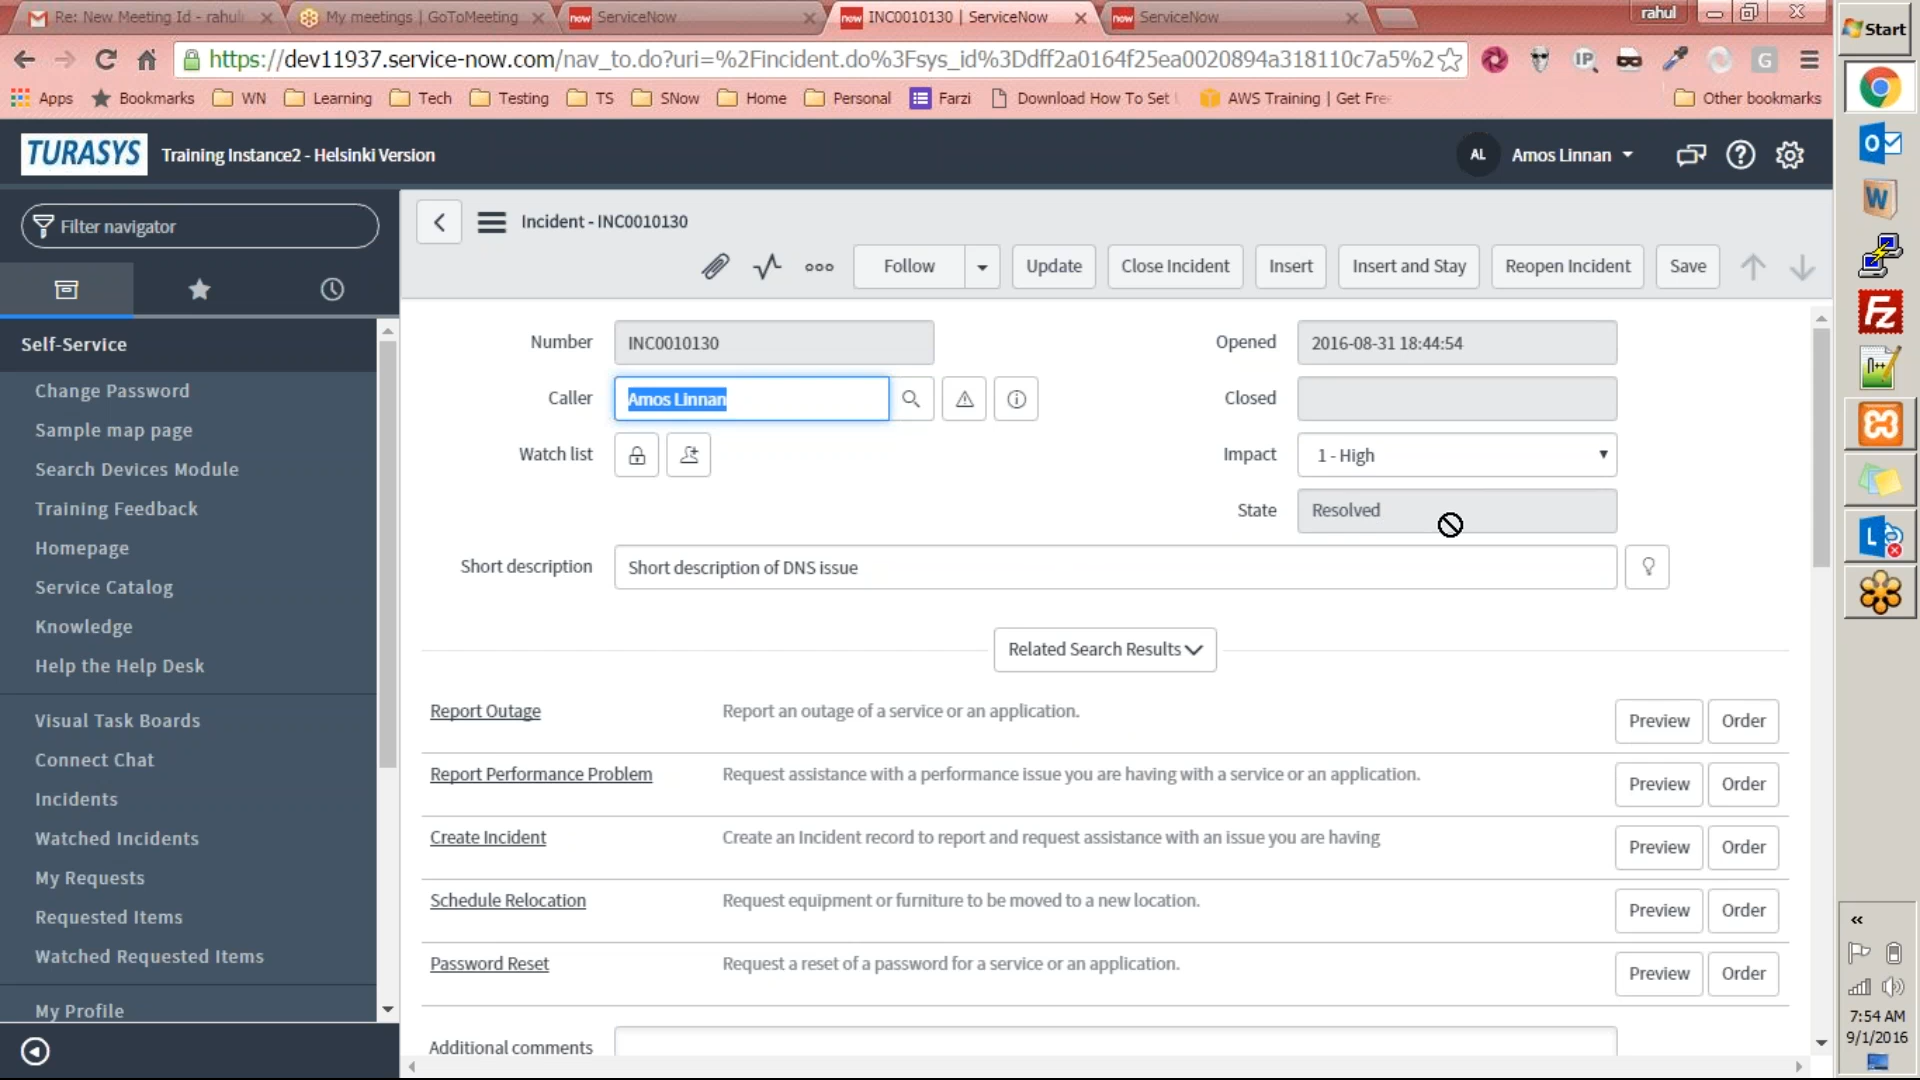 Re: New Meeting Id - rahul
My meetings | GoToMeeting
now ServiceNow
now INC0010130 | ServiceNow
now ServiceNow
rahul
Start
https://dev11937.service-now.com/nav_to.do?uri=%2Fincident.do%3Fsys_id%3Ddff2a0164f25ea0020894a318110c7a5%2
IP
G
Apps
Bookmarks
WN
Learning
Tech
Testing
TS
SNow
Home
Personal
Farzi
Download How To Set
AWS Training | Get Fre
Other bookmarks
TURASYS
Training Instance2 - Helsinki Version
AL
Amos Linnan
Filter navigator
Incident - INC0010130
Follow
Update
Close Incident
Insert
Insert and Stay
Reopen Incident
Save
Self-Service
Change Password
Sample map page
Search Devices Module
Training Feedback
Homepage
Service Catalog
Knowledge
Help the Help Desk
Visual Task Boards
Connect Chat
Incidents
Watched Incidents
My Requests
Requested Items
Watched Requested Items
My Profile
Number INC0010130
Opened 2016-08-31 18:44:54
Caller Amos Linnan
Closed
Watch list
Impact 1 - High
State Resolved
Short description Short description of DNS issue
Related Search Results
Report Outage Report an outage of a service or an application. Preview Order
Report Performance Problem Request assistance with a performance issue you are having with a service or an application. Preview Order
Create Incident Create an Incident record to report and request assistance with an issue you are having Preview Order
Schedule Relocation Request equipment or furniture to be moved to a new location. Preview Order
Password Reset Request a reset of a password for a service or an application. Preview Order
Additional comments
7:54 AM
9/1/2016